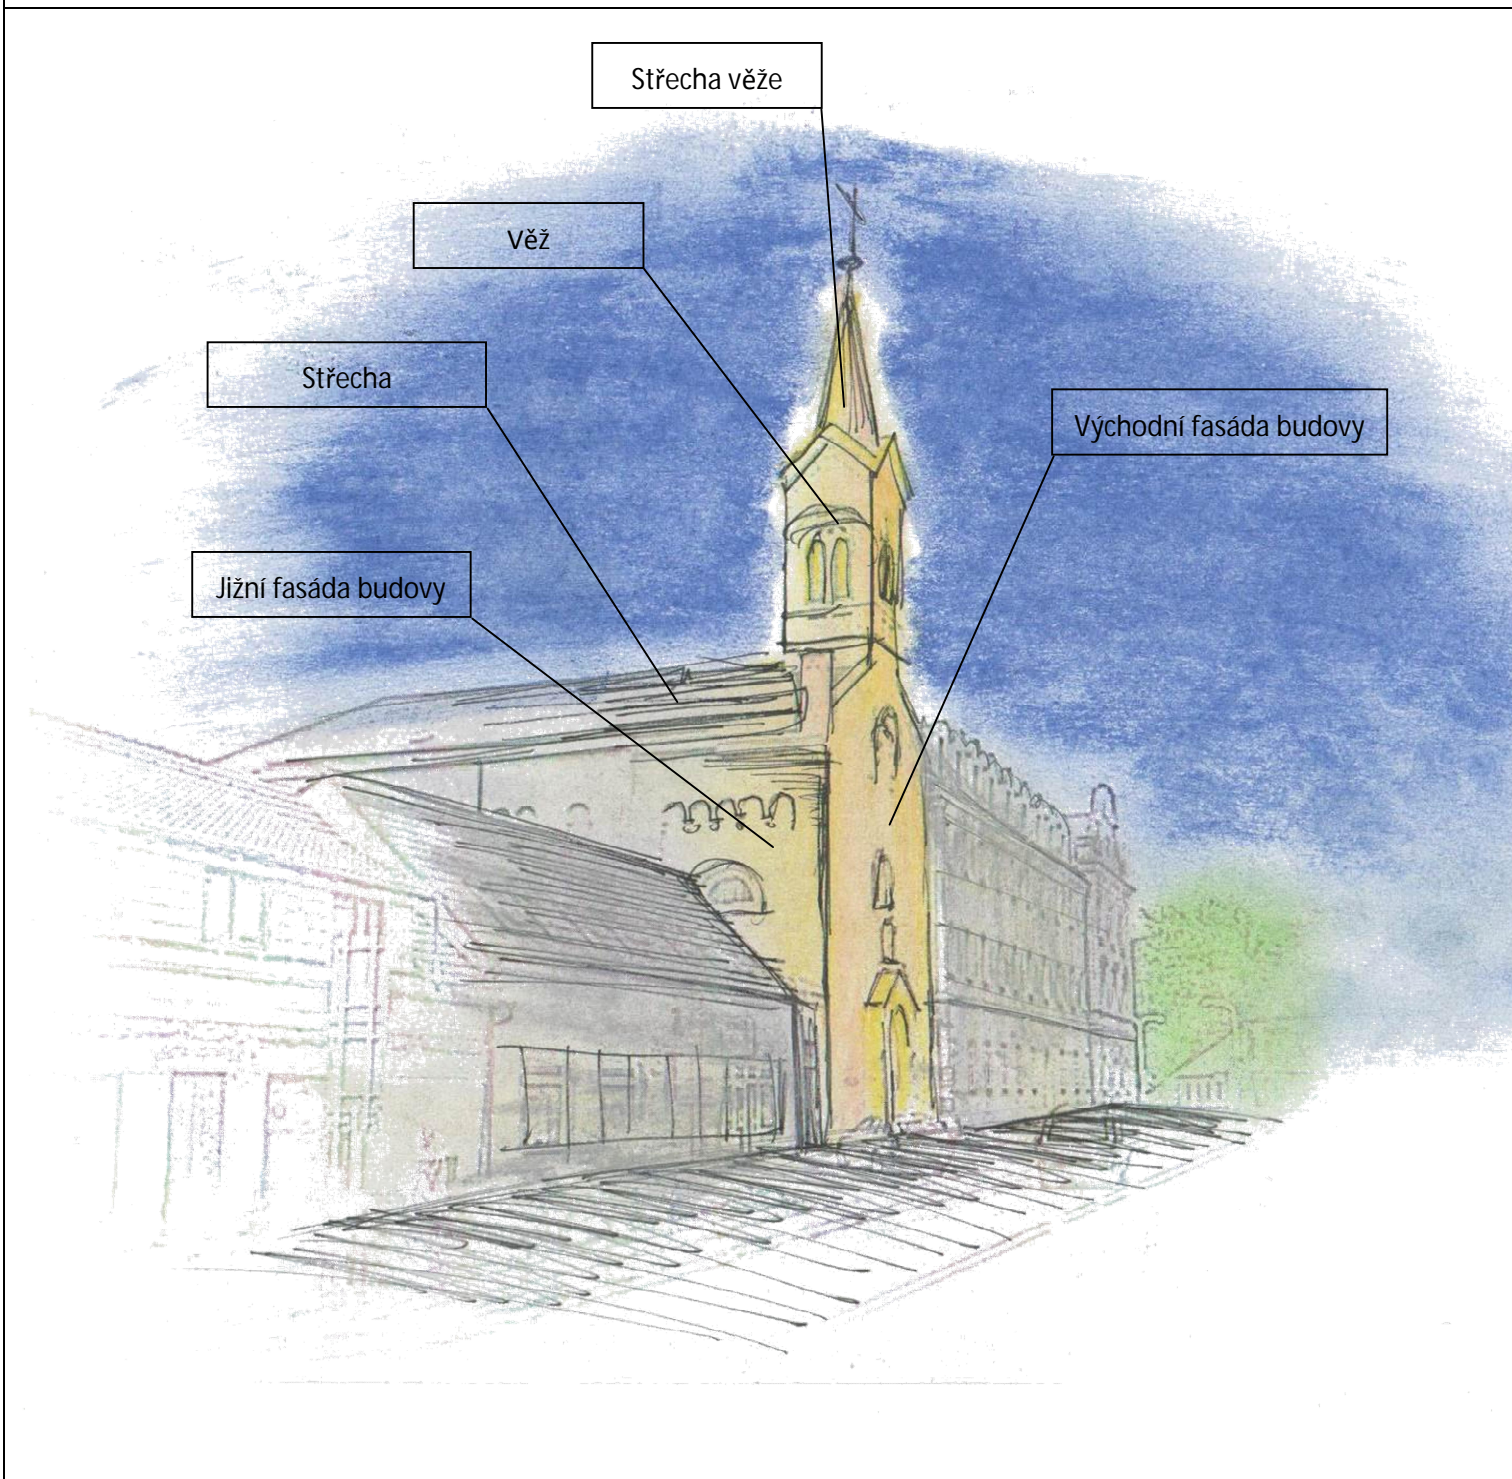 Střecha věže
Věž
Střecha
Východní fasáda budovy
Jižní fasáda budovy